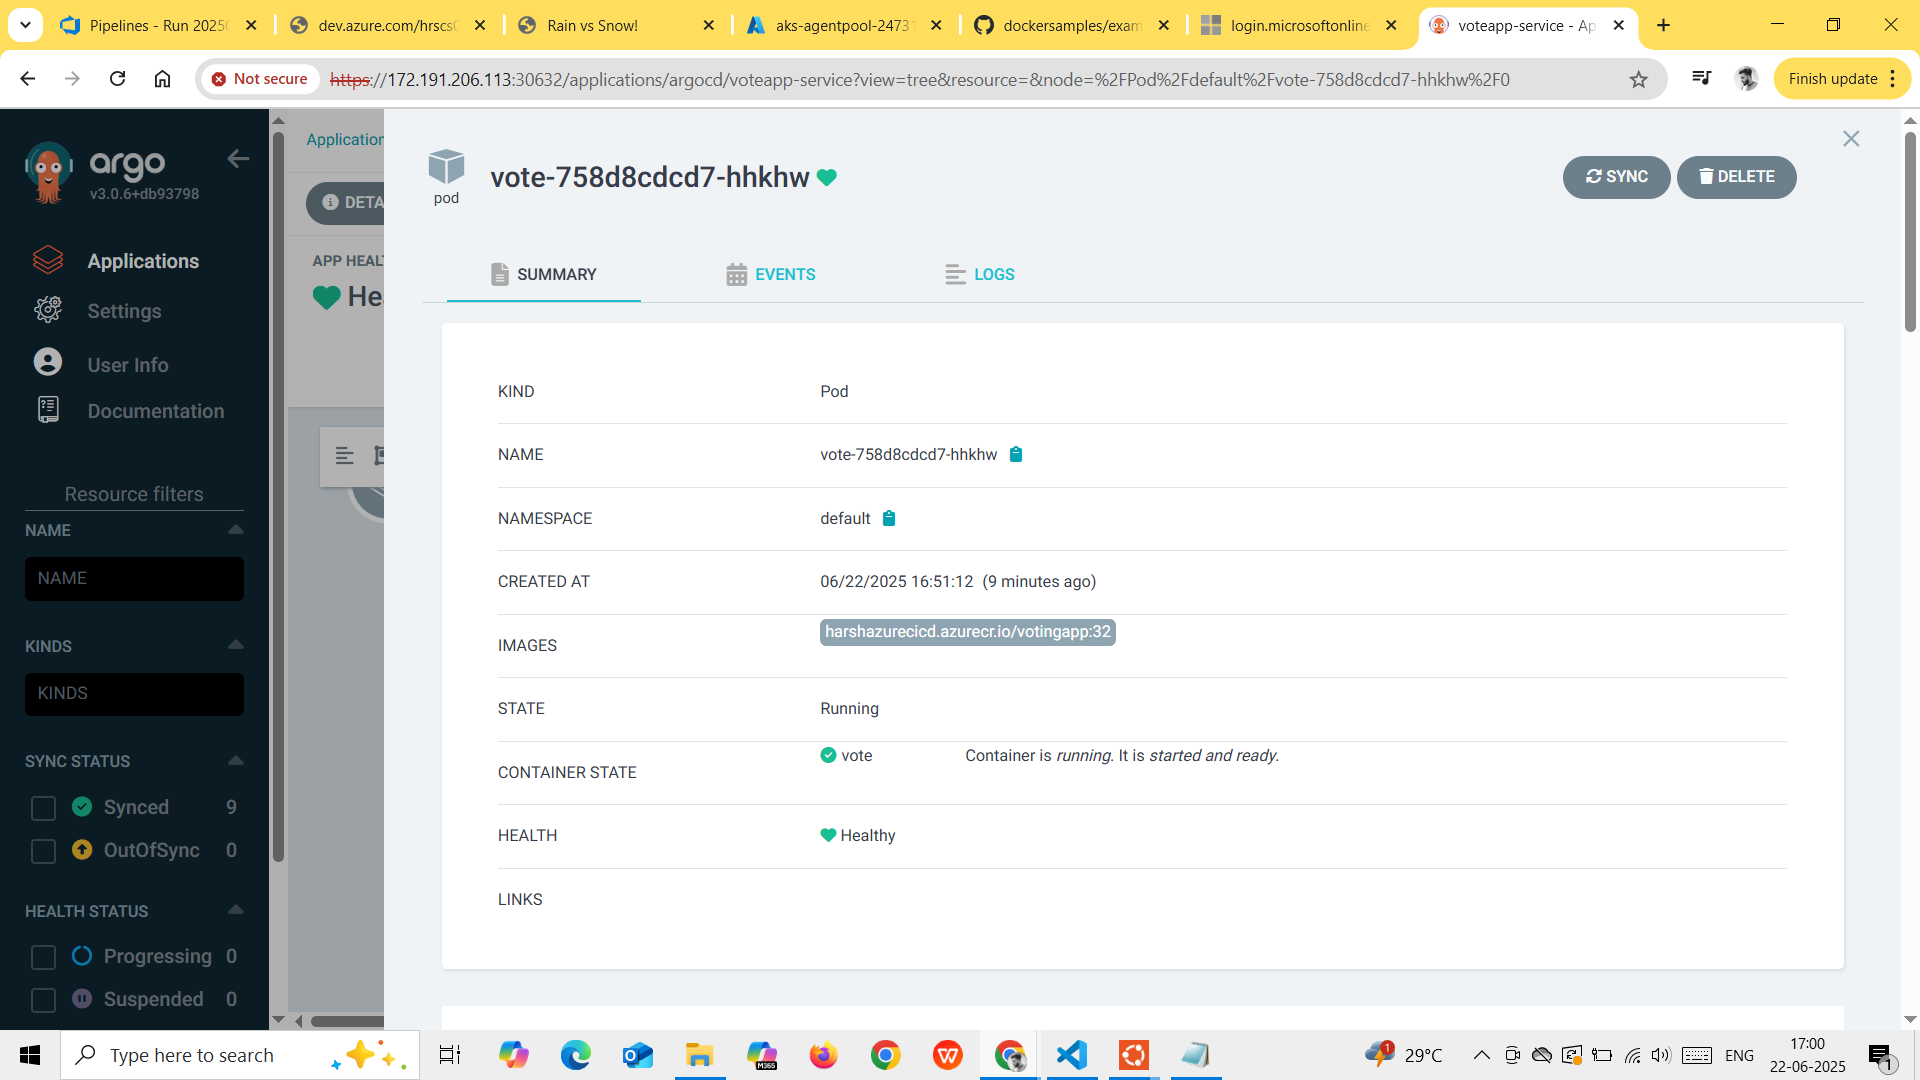 Pipelines - Run 2025
dev.azure.com/hrscs
Rain vs Snow!
aks-agentpool-2473
dockersamples/exam
login.microsoftonline
voteapp-service - Ap
Not secure
https://172.191.206.113:30632/applications/argocd/voteapp-service?view=tree&resource=&node=%2FPod%2Fdefault%2Fvote-758d8cdcd7-hhkhw%2F0
Finish update
argo
v3.0.6+db93798
Applications
Settings
User Info
Documentation
Resource filters
NAME
NAME
KINDS
KINDS
SYNC STATUS
Synced 9
OutOfSync 0
HEALTH STATUS
Progressing 0
Suspended 0
Application
DETA
APP HEAL
He
pod
vote-758d8cdcd7-hhkhw
SYNC
DELETE
SUMMARY
EVENTS
LOGS
KIND Pod
NAME vote-758d8cdcd7-hhkhw
NAMESPACE default
CREATED AT 06/22/2025 16:51:12 (9 minutes ago)
IMAGES harshazurecicd.azurecr.io/votingapp:32
STATE Running
CONTAINER STATE vote Container is running. It is started and ready.
HEALTH Healthy
LINKS
Type here to search
M365
1
29°C
ENG
17:00
22-06-2025
1